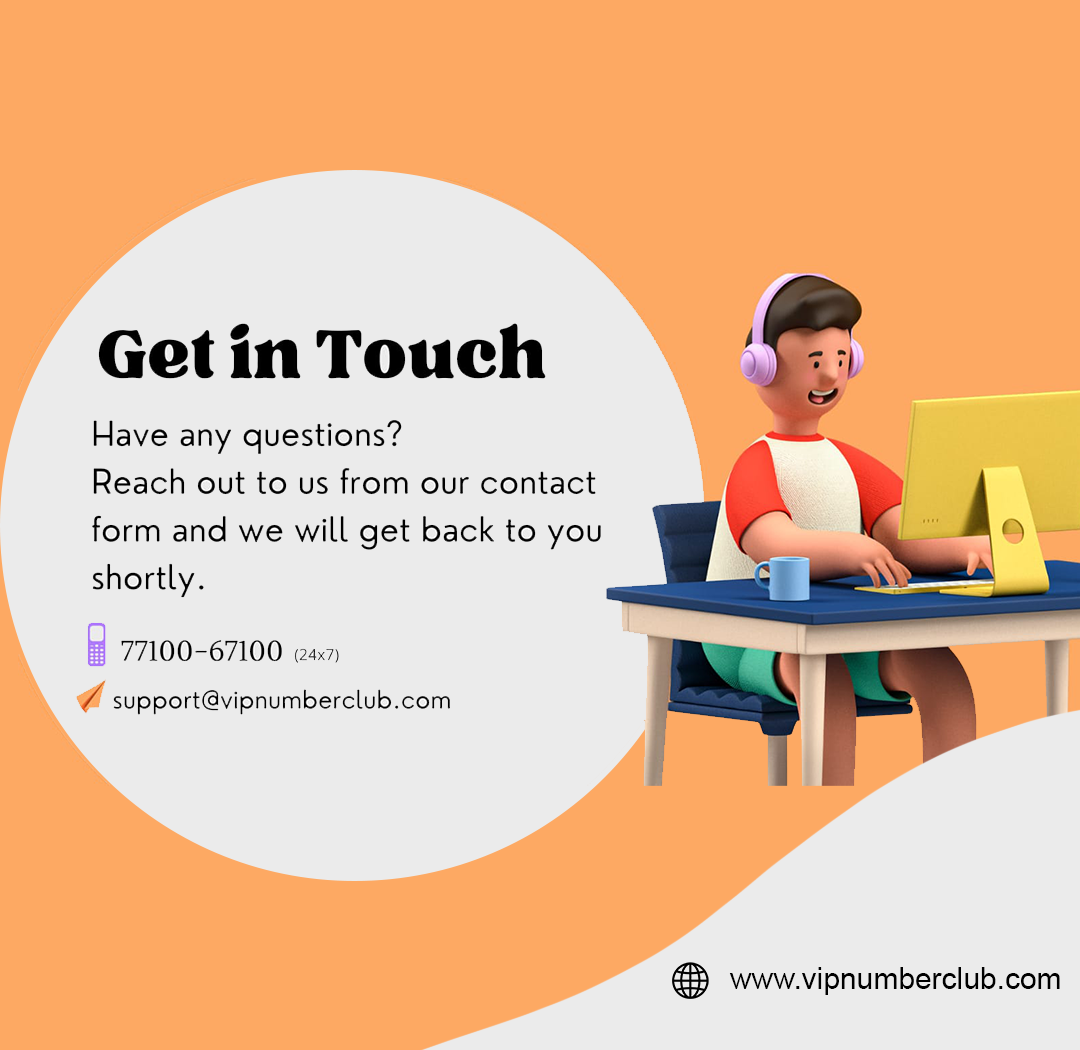 Get in Touch
Have any questions?
Reach out to us from our contact
form and we will get back to you
shortly.
77100-67100 (24x7)
support@vipnumberclub.com
www.vipnumberclub.com